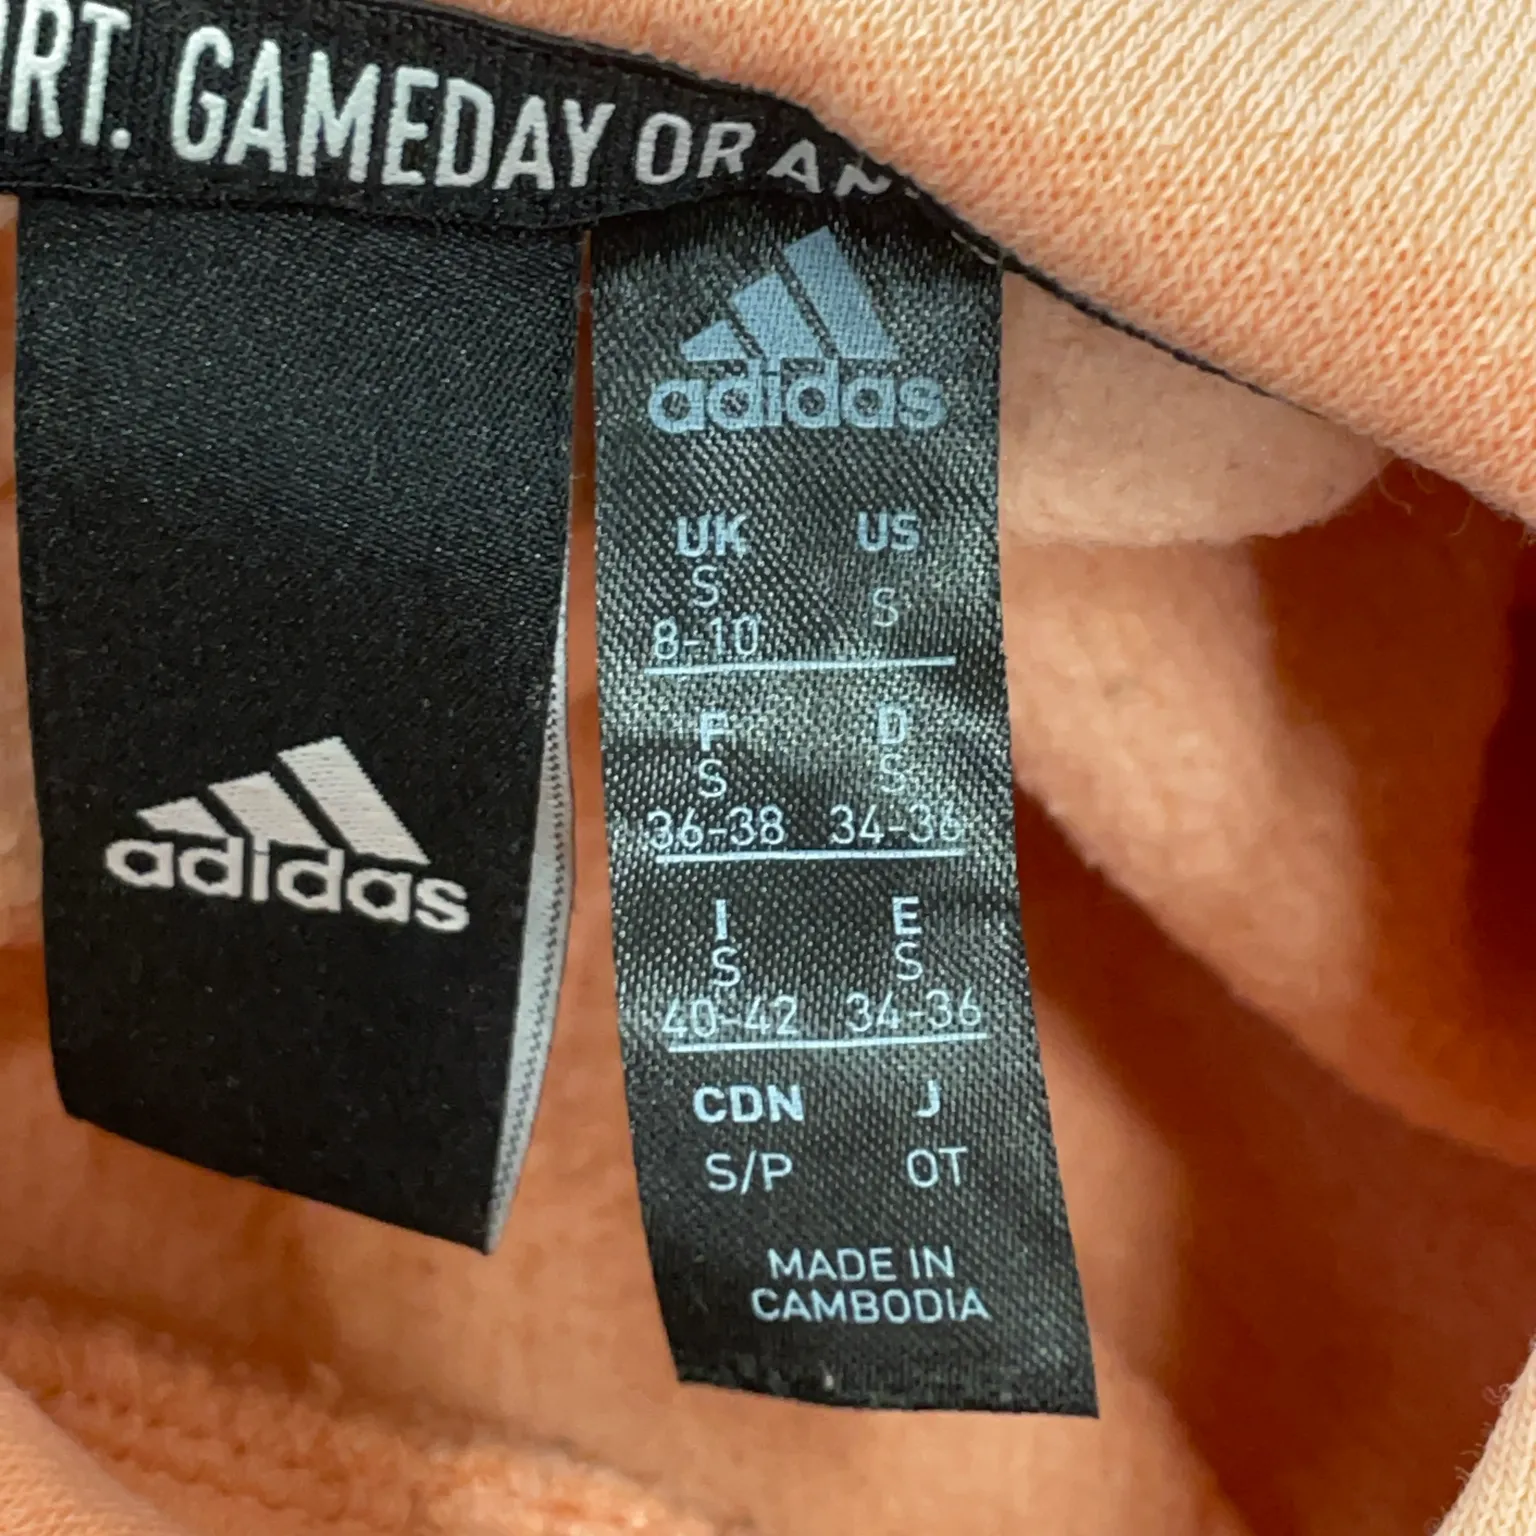 RT. GAMEDAY OR AN
adidas
adidas
UK US
S S
8-10
F D
S S
36-38 34-36
I E
S S
40-42 34-36
CDN J
S/P OT
MADE IN
CAMBODIA